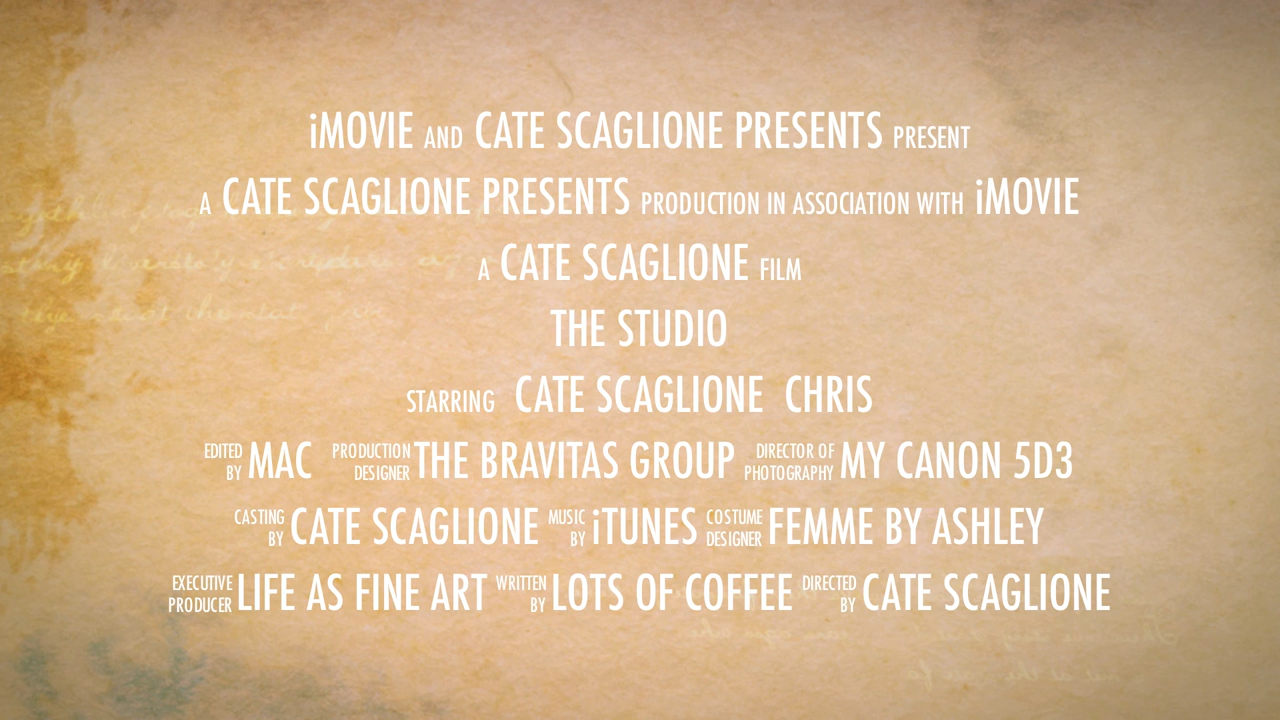 iMOVIE AND CATE SCAGLIONE PRESENTS PRESENT
A CATE SCAGLIONE PRESENTS PRODUCTION IN ASSOCIATION WITH iMOVIE
A CATE SCAGLIONE FILM
THE STUDIO
STARRING CATE SCAGLIONE CHRIS
EDITED BY MAC PRODUCTION DESIGNER THE BRAVITAS GROUP DIRECTOR OF PHOTOGRAPHY MY CANON 5D3
CASTING BY CATE SCAGLIONE MUSIC BY iTUNES COSTUME DESIGNER FEMME BY ASHLEY
EXECUTIVE PRODUCER LIFE AS FINE ART WRITTEN BY LOTS OF COFFEE DIRECTED BY CATE SCAGLIONE